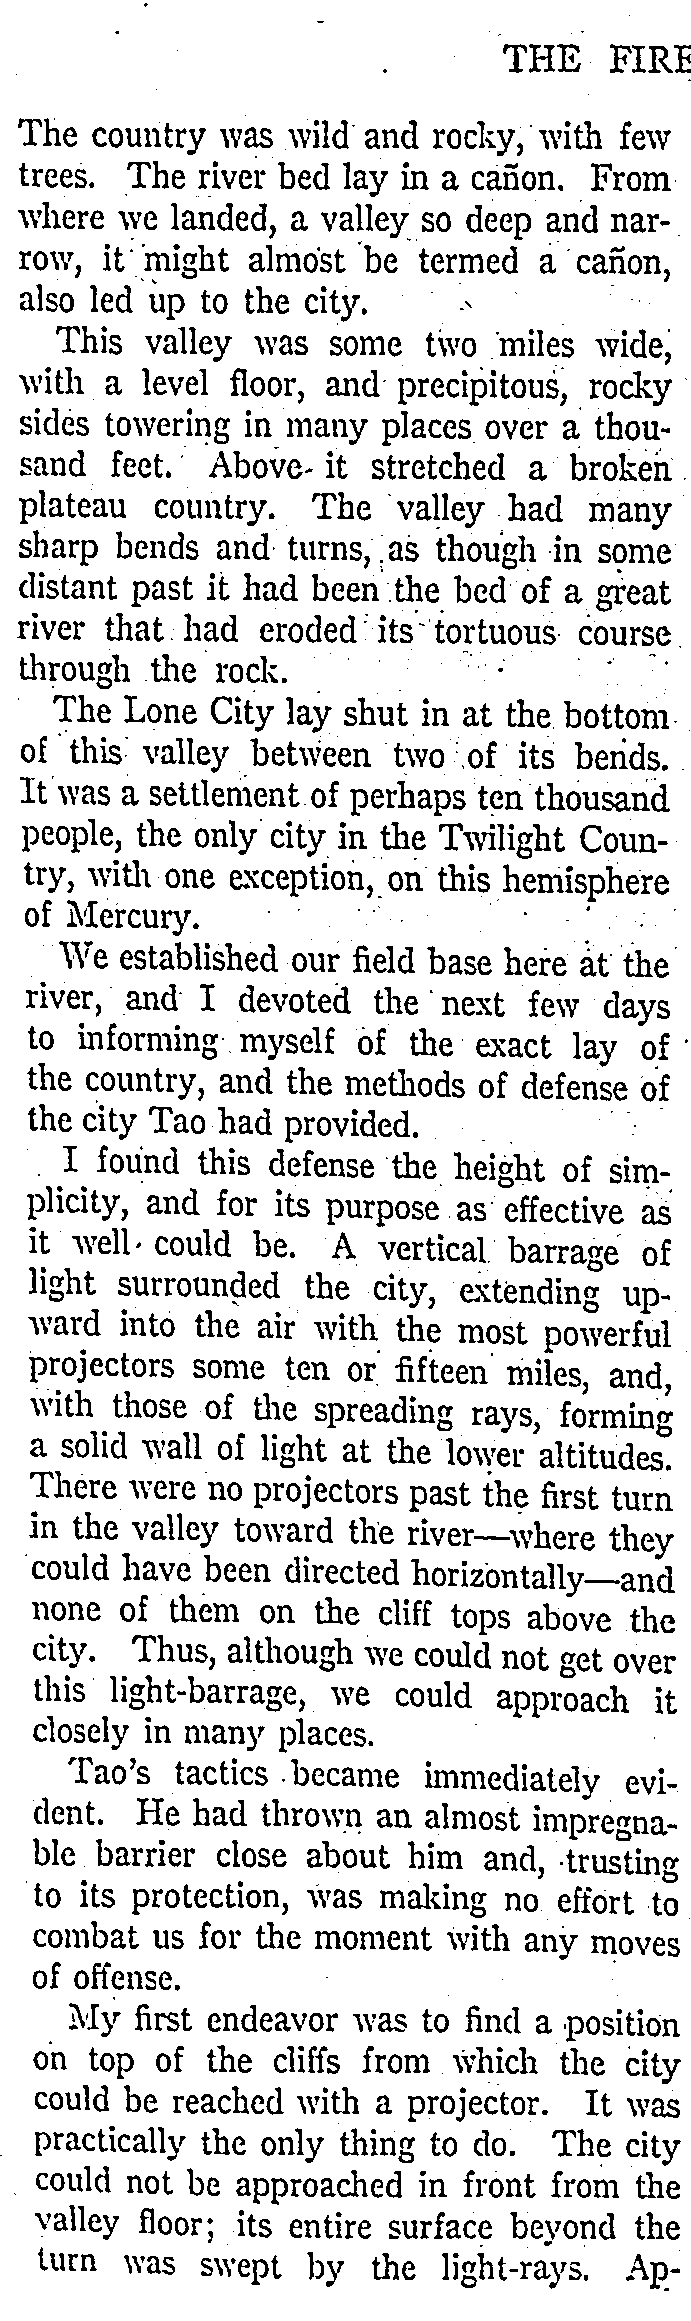 THE FIRE
The country was wild and rocky, with few
trees. The river bed lay in a cañon. From
where we landed, a valley so deep and nar-
row, it might almost be termed a cañon,
also led up to the city.
This valley was some two miles wide,
with a level floor, and precipitous, rocky
sides towering in many places over a thou-
sand feet. Above it stretched a broken
plateau country. The valley had many
sharp bends and turns, as though in some
distant past it had been the bed of a great
river that had eroded its tortuous course
through the rock.
The Lone City lay shut in at the bottom
of this valley between two of its bends.
It was a settlement of perhaps ten thousand
people, the only city in the Twilight Coun-
try, with one exception, on this hemisphere
of Mercury.
We established our field base here at the
river, and I devoted the next few days
to informing myself of the exact lay of
the country, and the methods of defense of
the city Tao had provided.
I found this defense the height of sim-
plicity, and for its purpose as effective as
it well could be. A vertical barrage of
light surrounded the city, extending up-
ward into the air with the most powerful
projectors some ten or fifteen miles, and,
with those of the spreading rays, forming
a solid wall of light at the lower altitudes.
There were no projectors past the first turn
in the valley toward the river—where they
could have been directed horizontally—and
none of them on the cliff tops above the
city. Thus, although we could not get over
this light-barrage, we could approach it
closely in many places.
Tao's tactics became immediately evi-
dent. He had thrown an almost impregna-
ble barrier close about him and, trusting
to its protection, was making no effort to
combat us for the moment with any moves
of offense.
My first endeavor was to find a position
on top of the cliffs from which the city
could be reached with a projector. It was
practically the only thing to do. The city
could not be approached in front from the
valley floor; its entire surface beyond the
turn was swept by the light-rays. Ap-